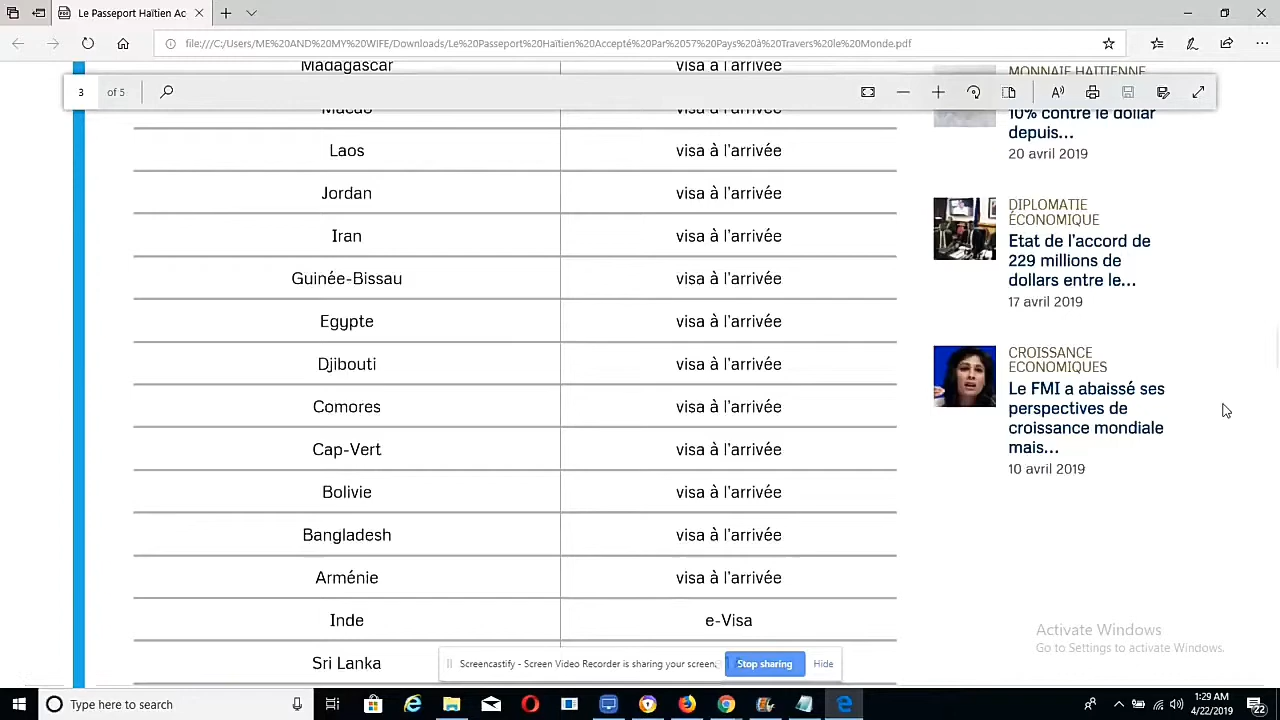 Le Passeport Haïtien Ac
file:///C:/Users/ME%20AND%20MY%20WIFE/Downloads/Le%20Passeport%20Haïtien%20Accepté%20Par%2057%20Pays%20à%20Travers%20le%20Monde.pdf
Madagascar visa à l'arrivée
3 of 5
Macao visa à l'arrivée
Laos visa à l'arrivée
Jordan visa à l'arrivée
Iran visa à l'arrivée
Guinée-Bissau visa à l'arrivée
Egypte visa à l'arrivée
Djibouti visa à l'arrivée
Comores visa à l'arrivée
Cap-Vert visa à l'arrivée
Bolivie visa à l'arrivée
Bangladesh visa à l'arrivée
Arménie visa à l'arrivée
Inde e-Visa
Sri Lanka
MONNAIE HAITIENNE
10% contre le dollar
depuis...
20 avril 2019
DIPLOMATIE
ÉCONOMIQUE
Etat de l'accord de
229 millions de
dollars entre le...
17 avril 2019
CROISSANCE
ECONOMIQUES
Le FMI a abaissé ses
perspectives de
croissance mondiale
mais...
10 avril 2019
Activate Windows
Go to Settings to activate Windows.
Screencastify - Screen Video Recorder is sharing your screen. Stop sharing Hide
Type here to search
1:29 AM
4/22/2019
22